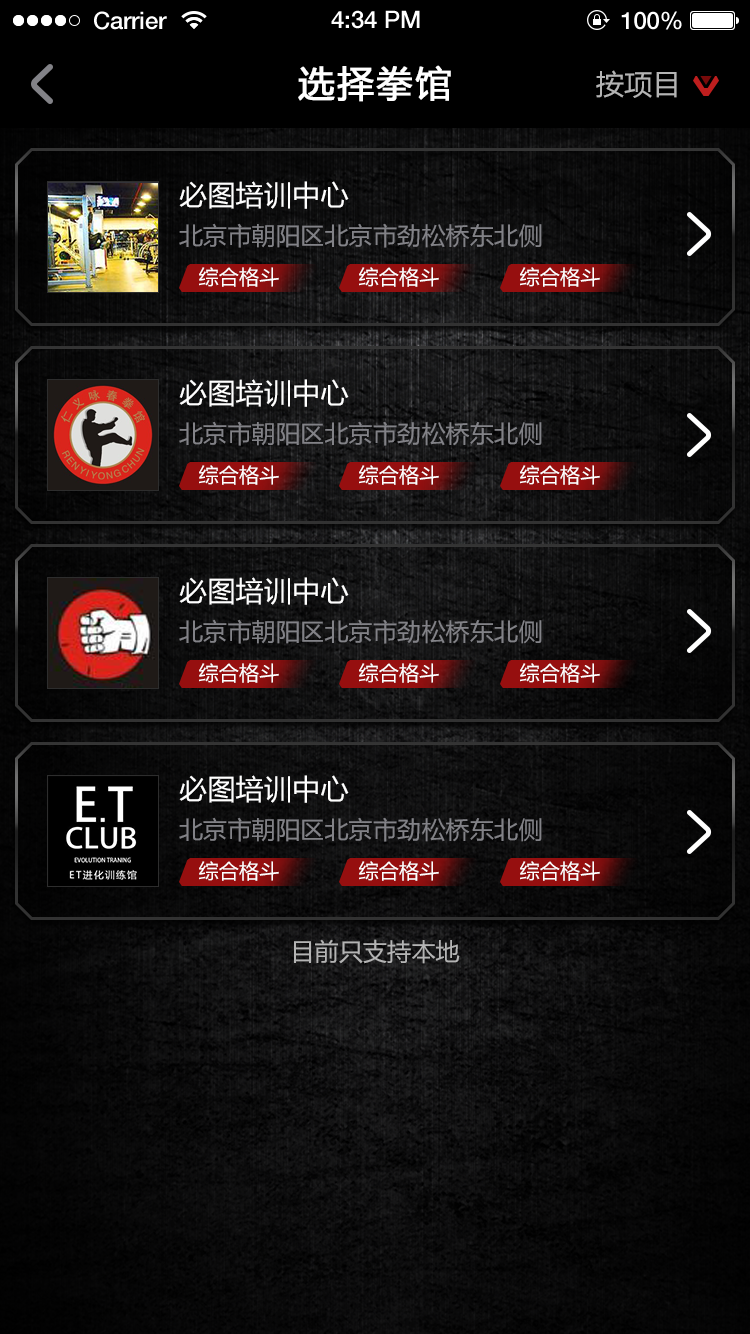 Carrier
4:34 PM
100%
选择拳馆
按项目
必图培训中心
北京市朝阳区北京市劲松桥东北侧
综合格斗 综合格斗 综合格斗
仁义咏春拳馆
RENYIYONGCHUN
必图培训中心
北京市朝阳区北京市劲松桥东北侧
综合格斗 综合格斗 综合格斗
必图培训中心
北京市朝阳区北京市劲松桥东北侧
综合格斗 综合格斗 综合格斗
E.T
CLUB
EVOLUTION TRANING
ET进化训练馆
必图培训中心
北京市朝阳区北京市劲松桥东北侧
综合格斗 综合格斗 综合格斗
目前只支持本地